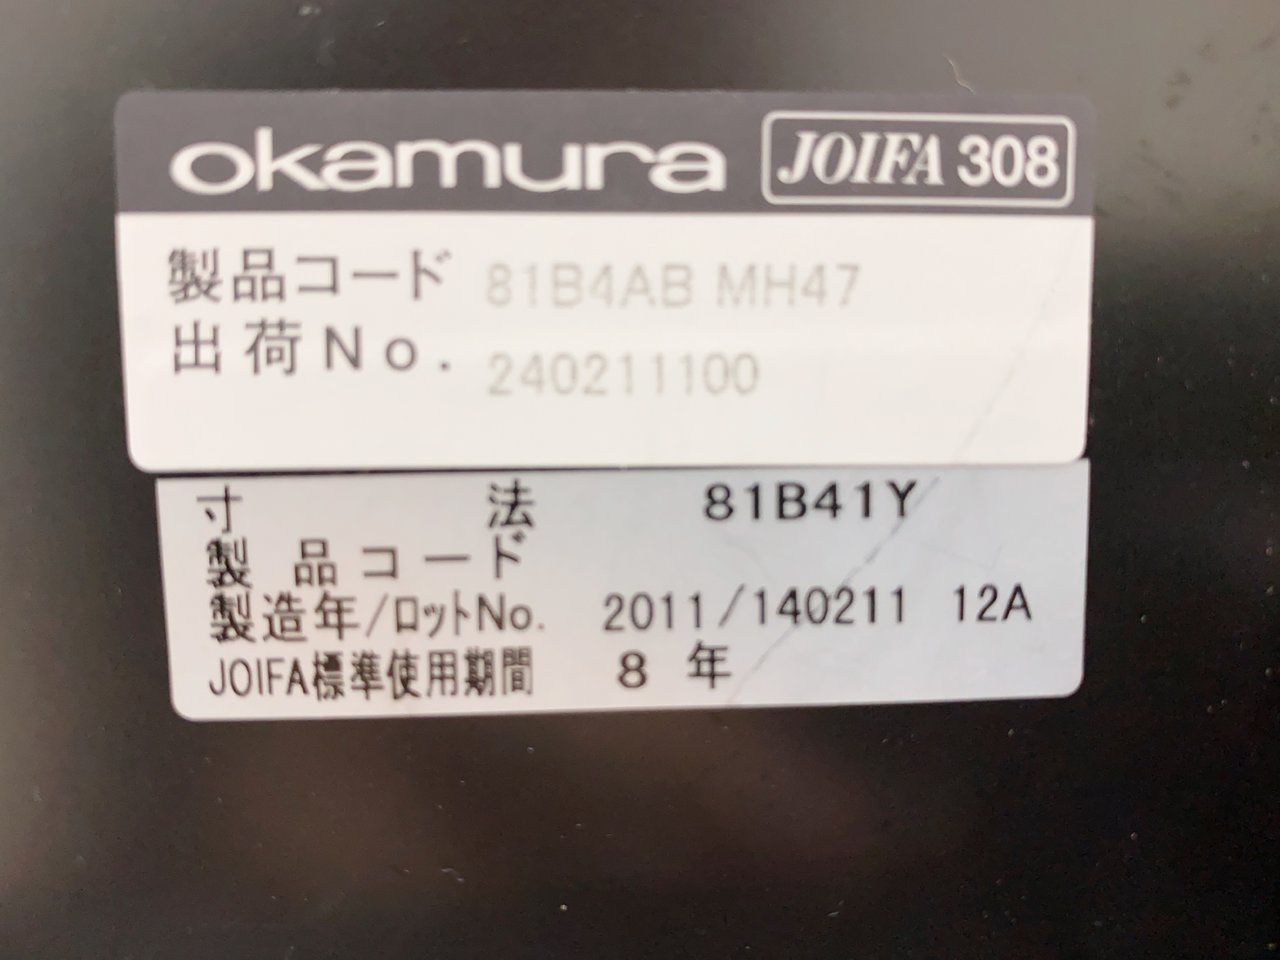 okamura JOIFA 308
製品コード 81B4AB MH47
出荷No. 240211100
寸法 81B41Y
製品コード
製造年/ロットNo. 2011/140211 12A
JOIFA標準使用期間 8年